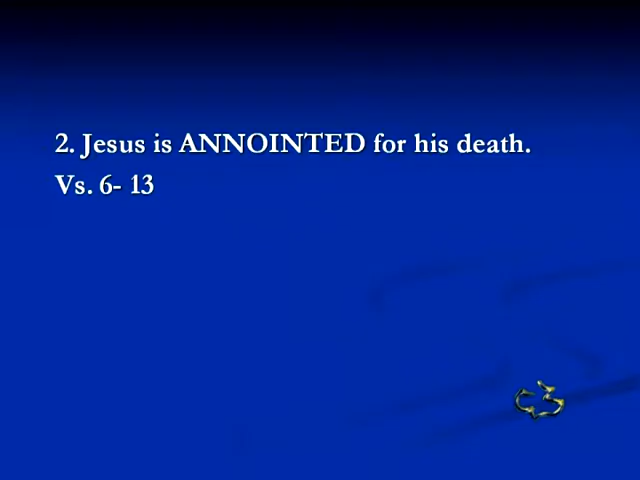 2. Jesus is ANNOINTED for his death.
Vs. 6- 13